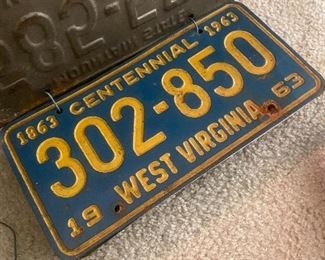 1863 CENTENNIAL 1963
302-850
19 WEST VIRGINIA 63